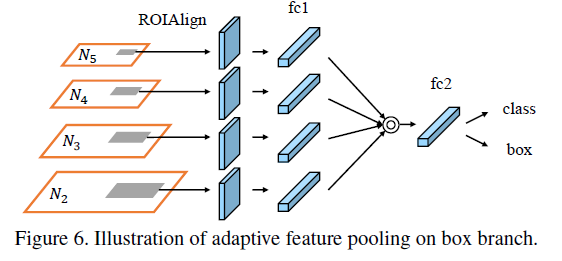 ROIAlign
fc1
N5
N4
N3
N2
fc2
class
box
Figure 6. Illustration of adaptive feature pooling on box branch.